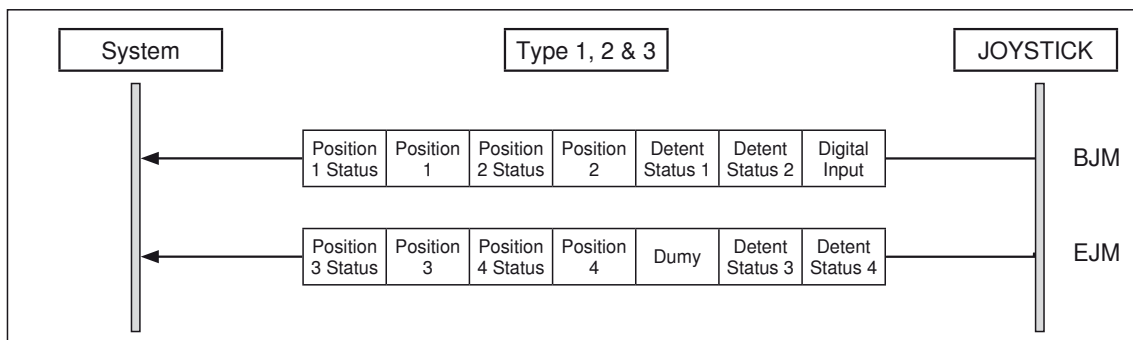 System
Type 1, 2 & 3
JOYSTICK
Position
1 Status
Position
1
Position
2 Status
Position
2
Detent
Status 1
Detent
Status 2
Digital
Input
BJM
Position
3 Status
Position
3
Position
4 Status
Position
4
Dumy
Detent
Status 3
Detent
Status 4
EJM